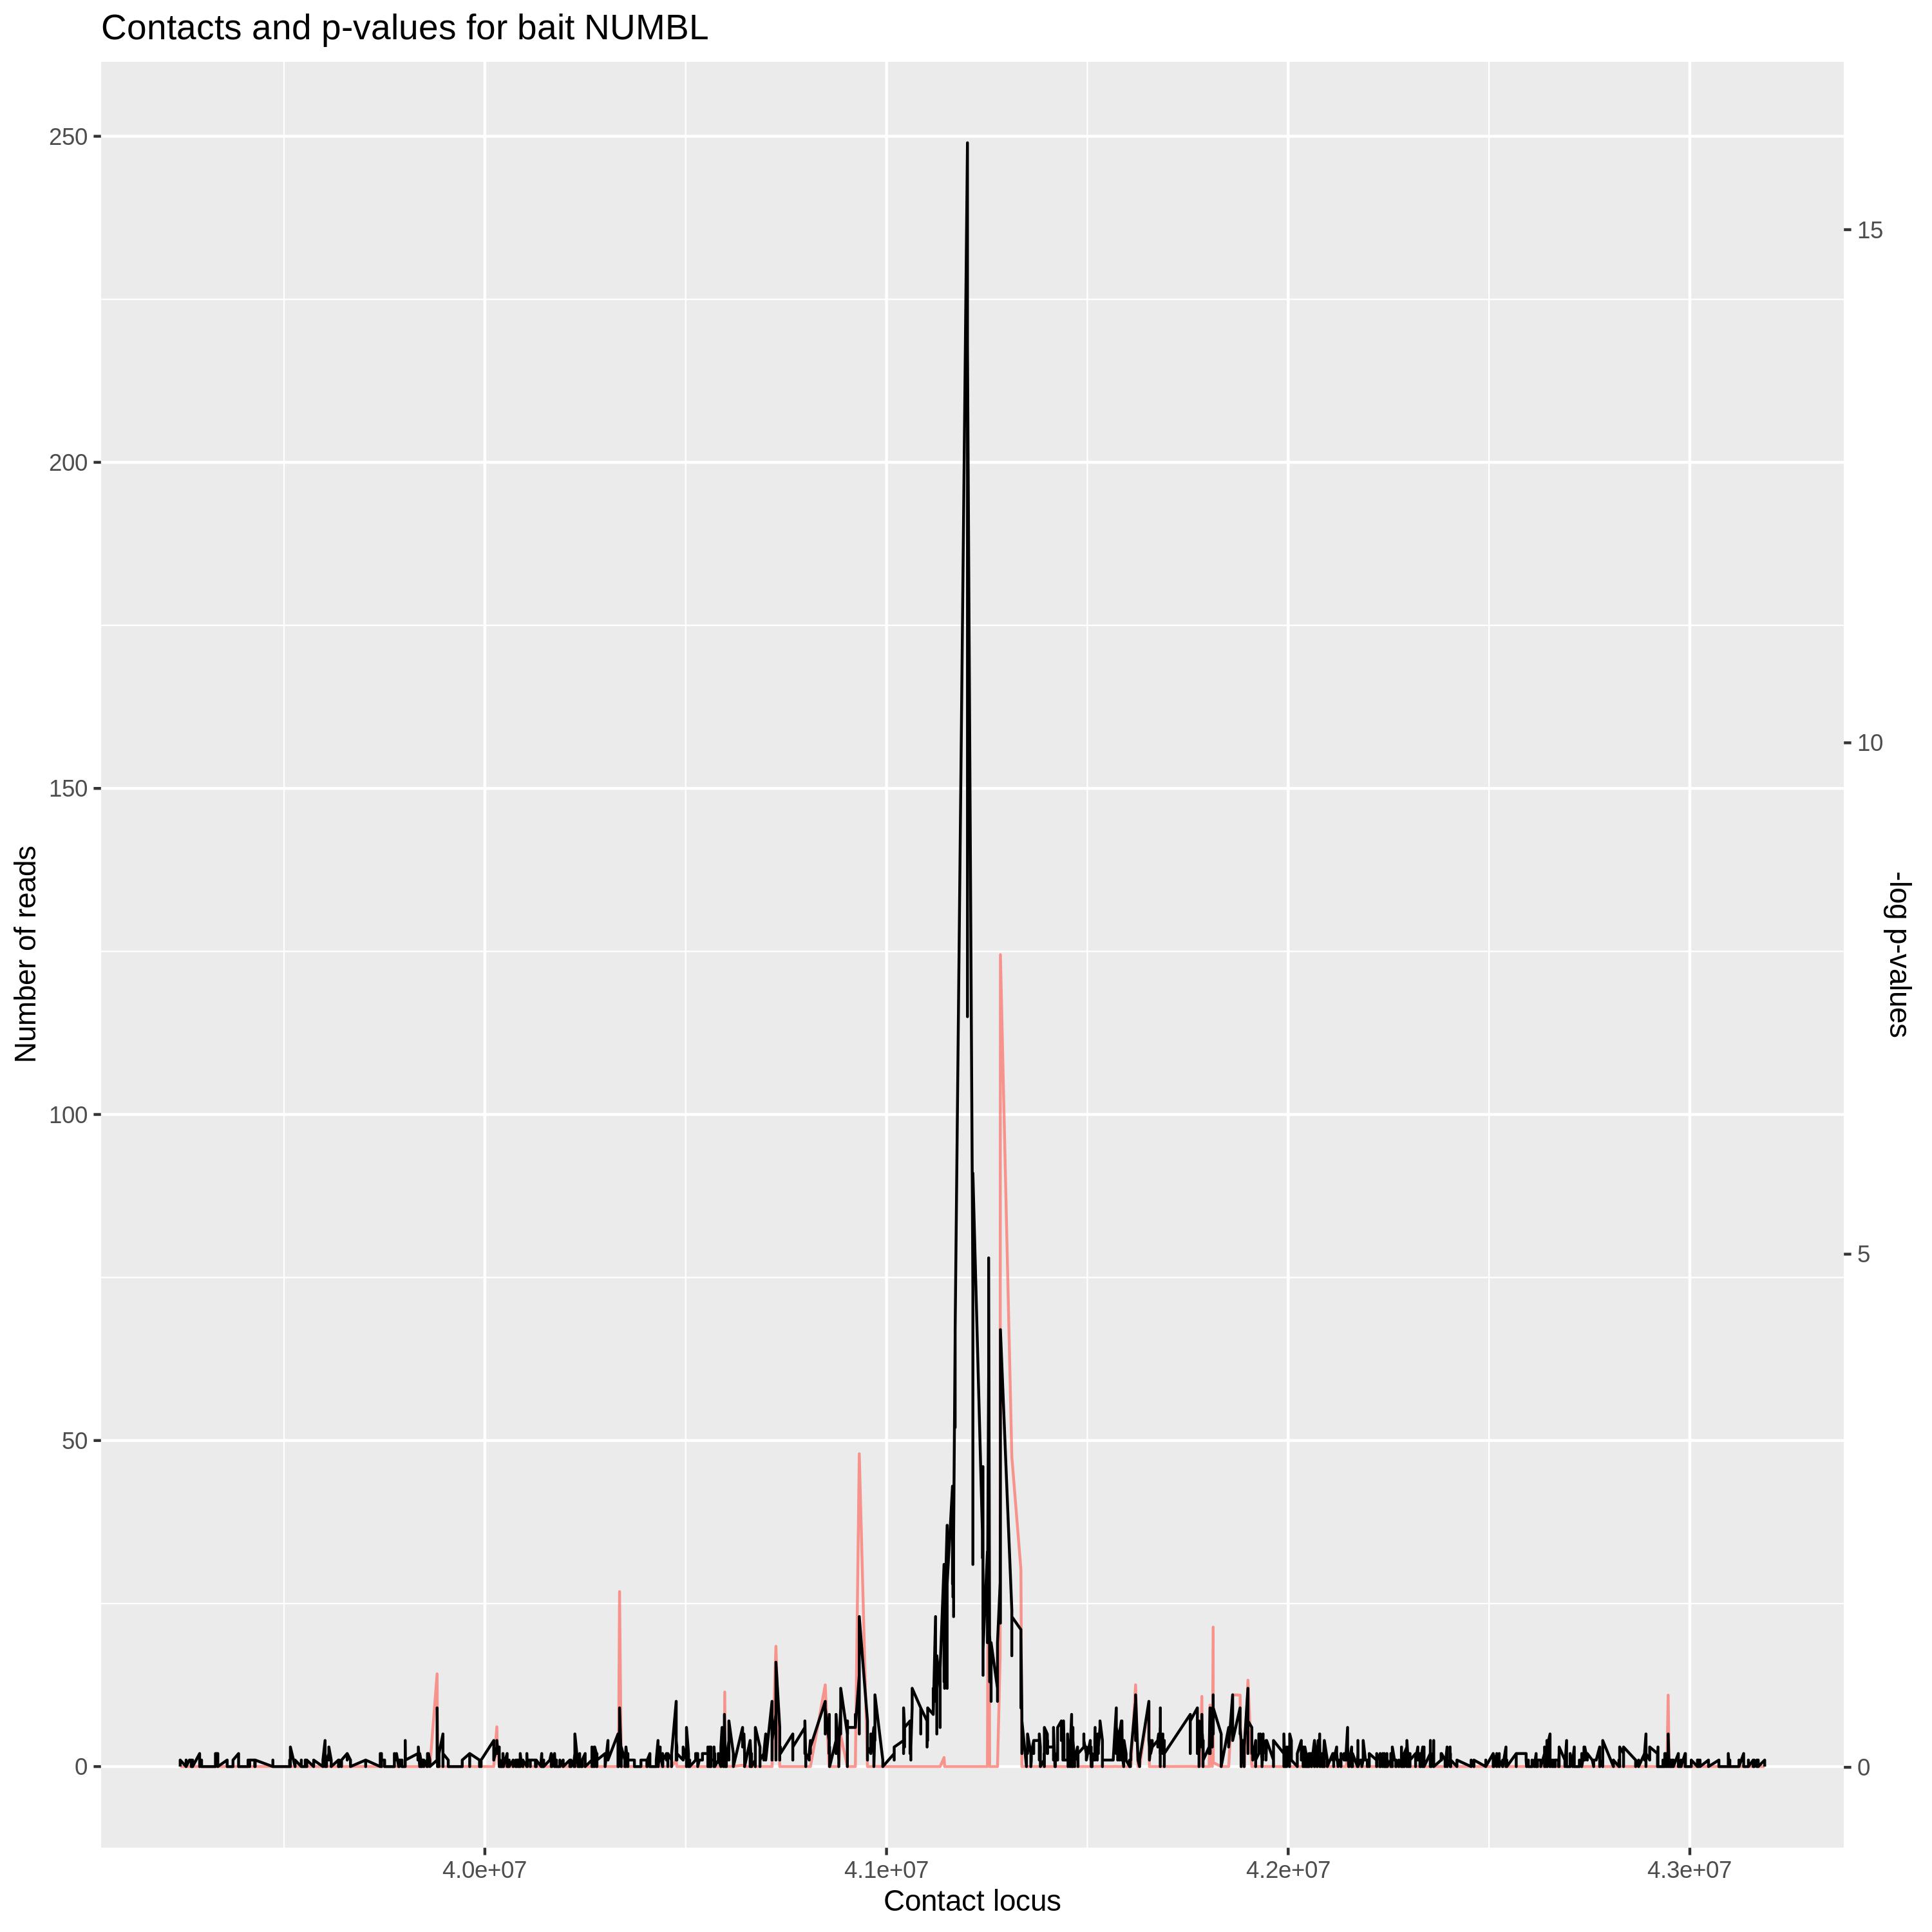 Contacts and p-values for bait NUMBL
250
200
150
100
50
0
Number of reads
15
10
5
0
-log p-values
4.0e+07
4.1e+07
4.2e+07
4.3e+07
Contact locus